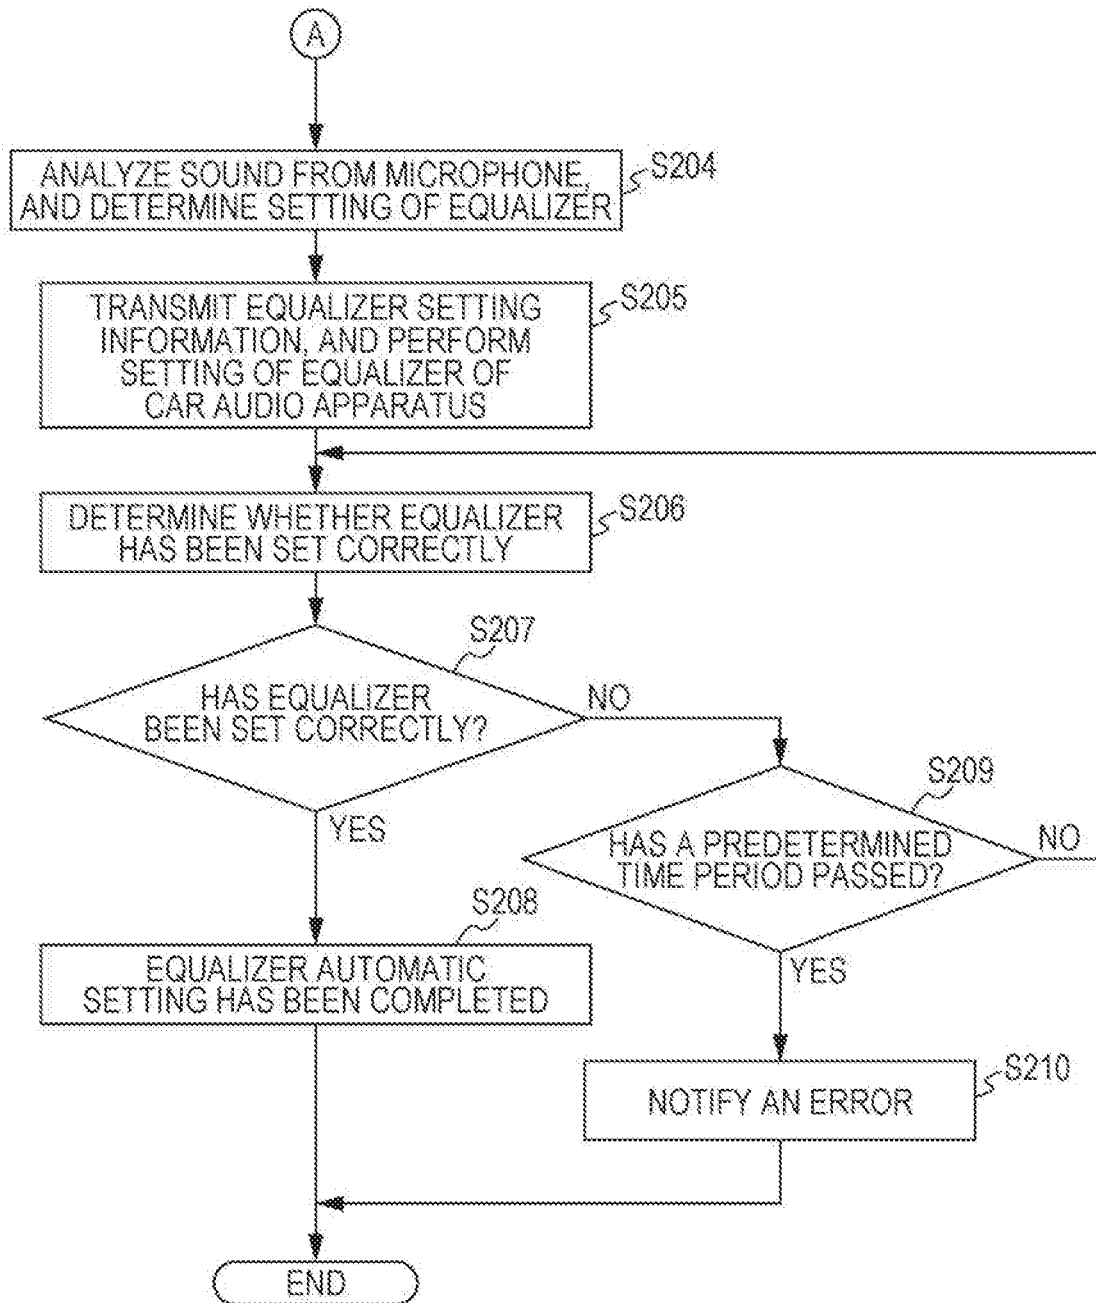 A
ANALYZE SOUND FROM MICROPHONE,
AND DETERMINE SETTING OF EQUALIZER
S204
TRANSMIT EQUALIZER SETTING
INFORMATION, AND PERFORM
SETTING OF EQUALIZER OF
CAR AUDIO APPARATUS
S205
DETERMINE WHETHER EQUALIZER
HAS BEEN SET CORRECTLY
S206
S207
HAS EQUALIZER
BEEN SET CORRECTLY?
NO
YES
S209
HAS A PREDETERMINED
TIME PERIOD PASSED?
NO
YES
S208
EQUALIZER AUTOMATIC
SETTING HAS BEEN COMPLETED
S210
NOTIFY AN ERROR
END